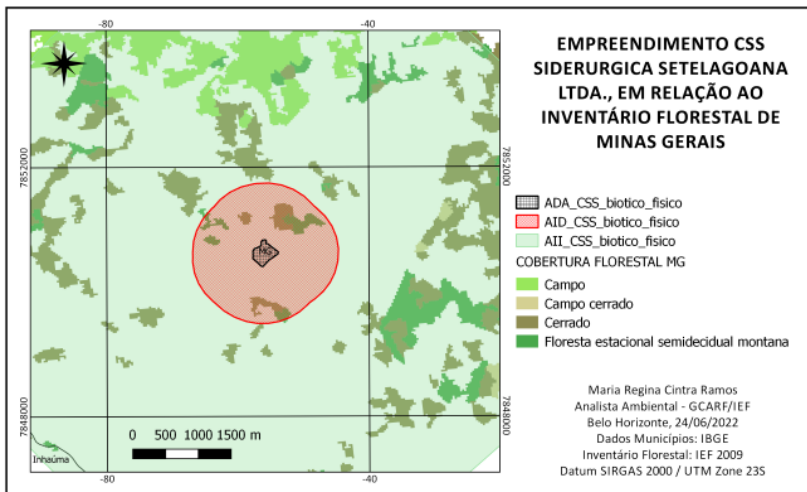 -80
-40
EMPREENDIMENTO CSS
SIDERURGICA SETELAGOANA
LTDA., EM RELAÇÃO AO
INVENTÁRIO FLORESTAL DE
MINAS GERAIS
7852000
7852000
ADA_CSS_biotico_fisico
AID_CSS_biotico_fisico
AII_CSS_biotico_fisico
COBERTURA FLORESTAL MG
Campo
Campo cerrado
Cerrado
Floresta estacional semidecidual montana
MG
7848000
7848000
0 500 1000 1500 m
Inhaúma
-80
-40
Maria Regina Cintra Ramos
Analista Ambiental - GCARF/IEF
Belo Horizonte, 24/06/2022
Dados Municípios: IBGE
Inventário Florestal: IEF 2009
Datum SIRGAS 2000 / UTM Zone 23S